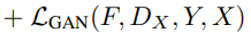 + ℒ_GAN(F, D_X, Y, X)